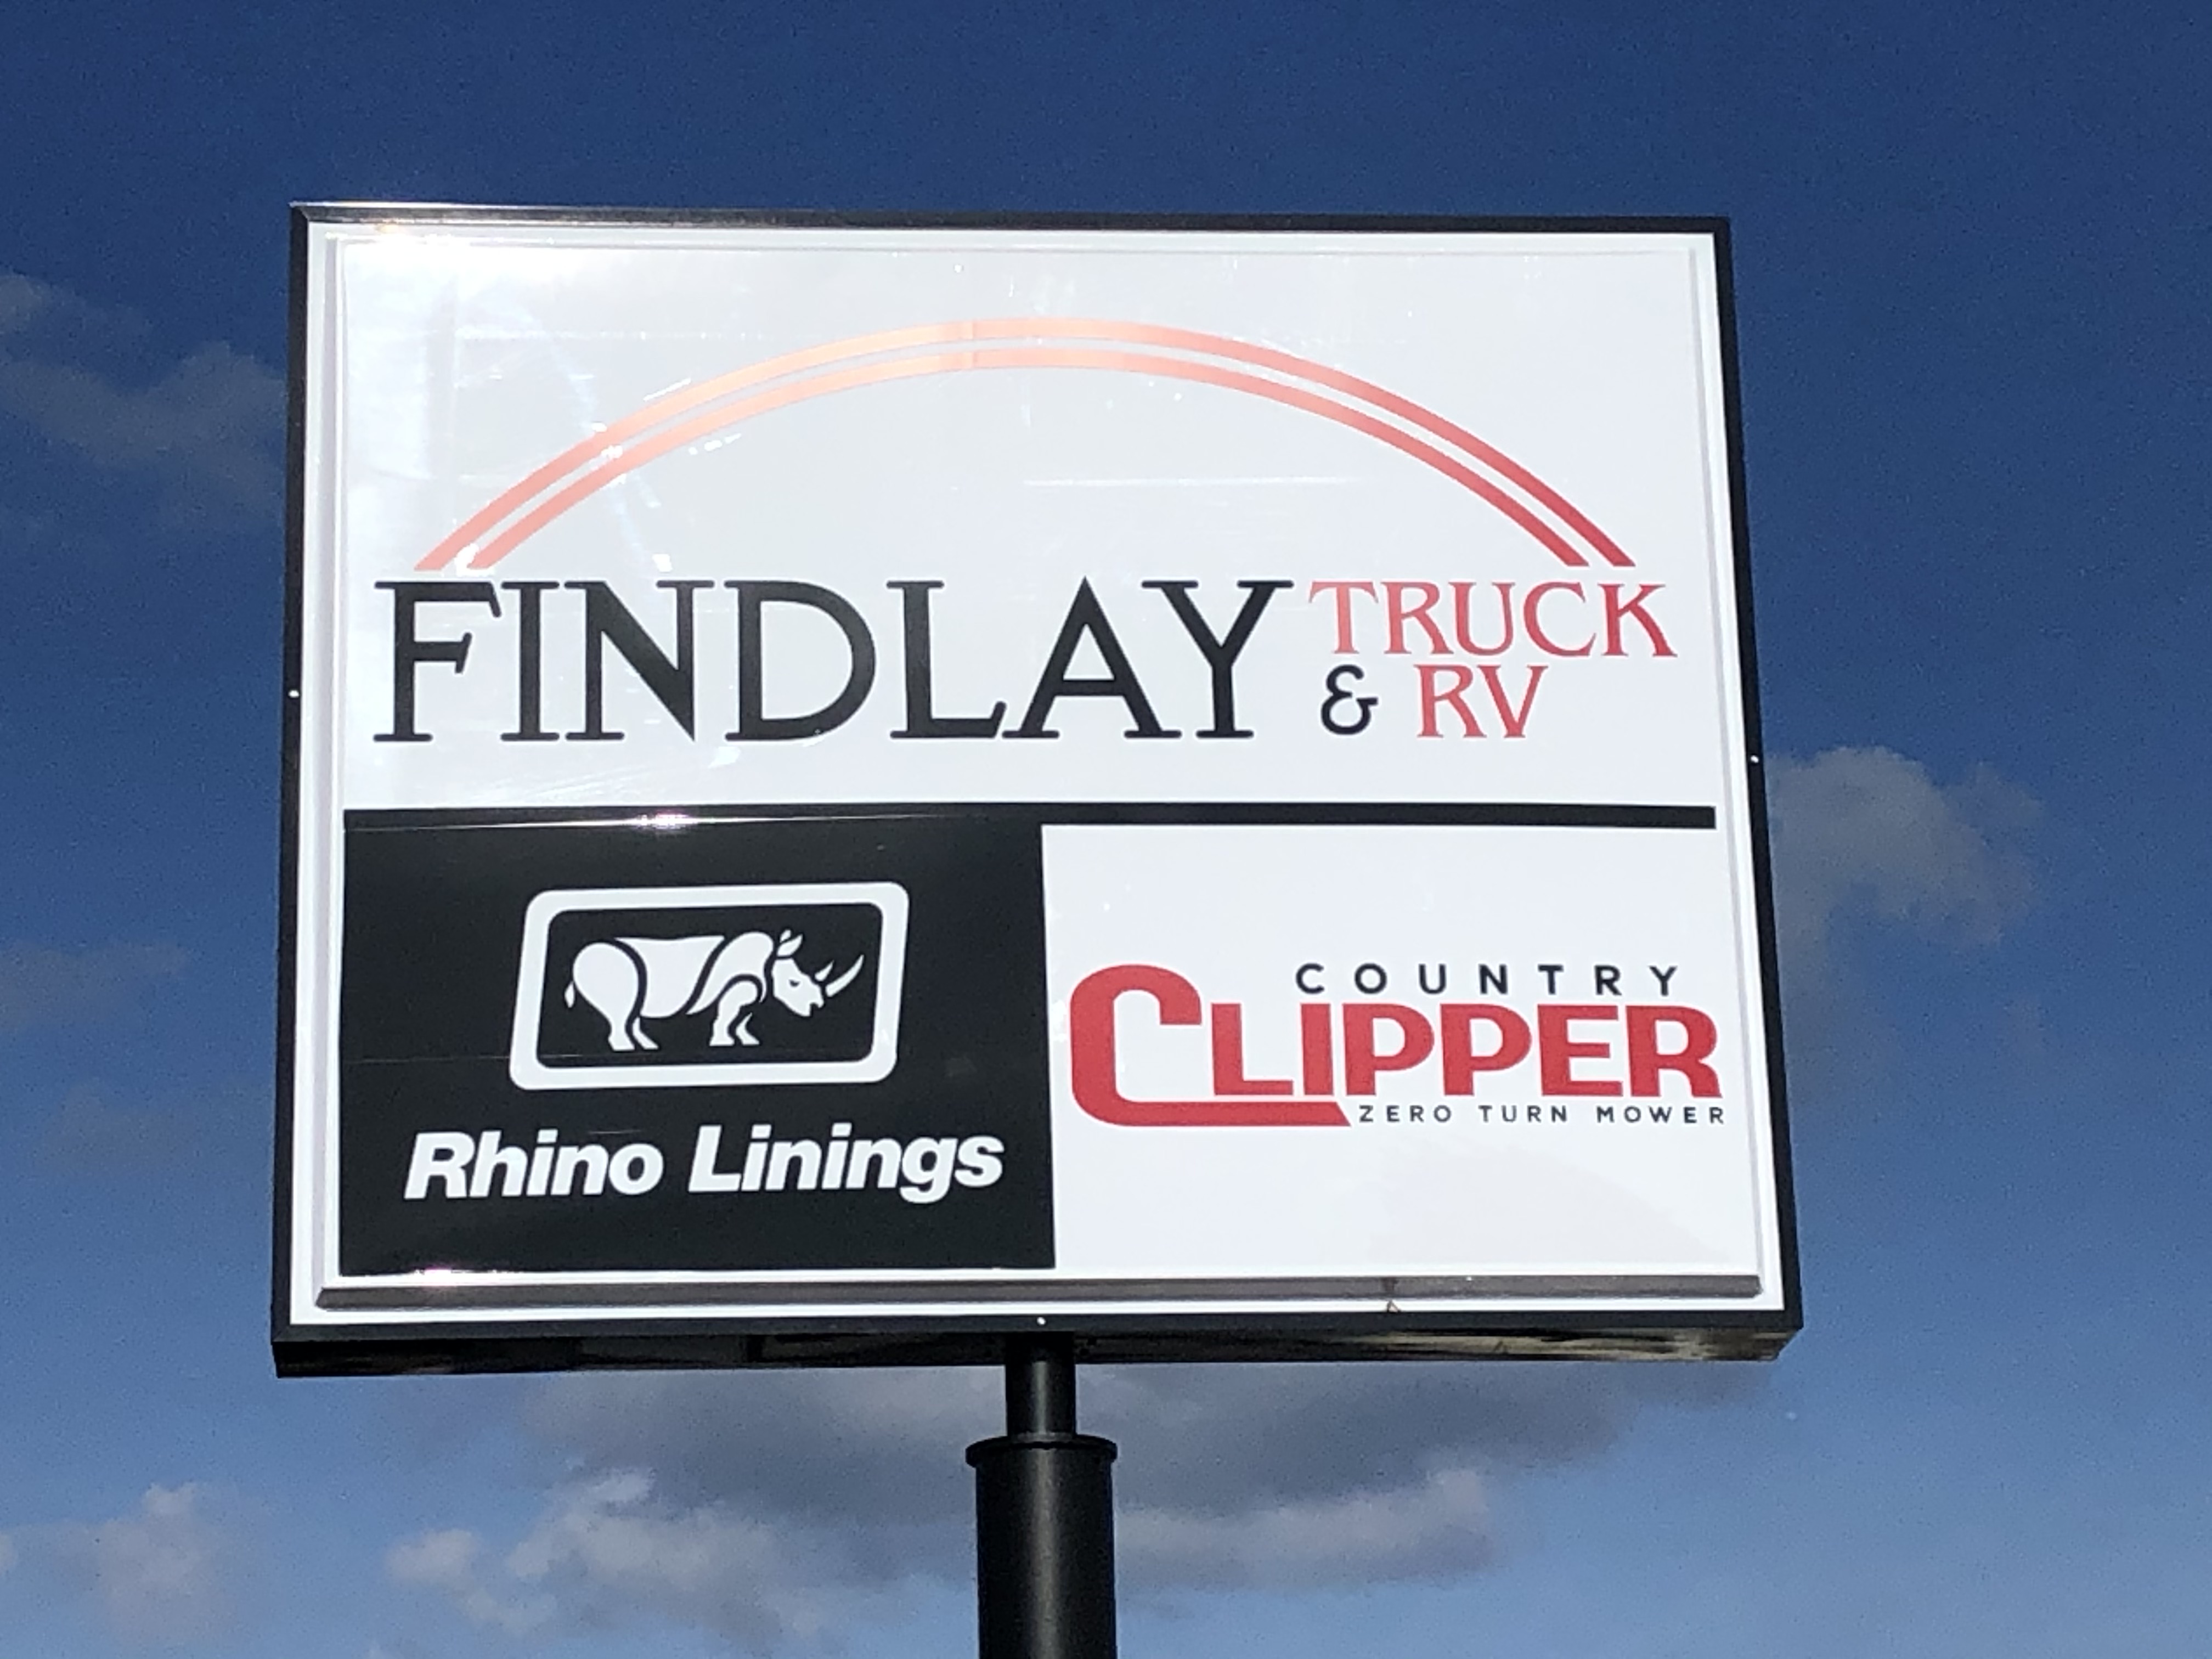 FINDLAY TRUCK
& RV
Rhino Linings
COUNTRY
CLIPPER
ZERO TURN MOWER